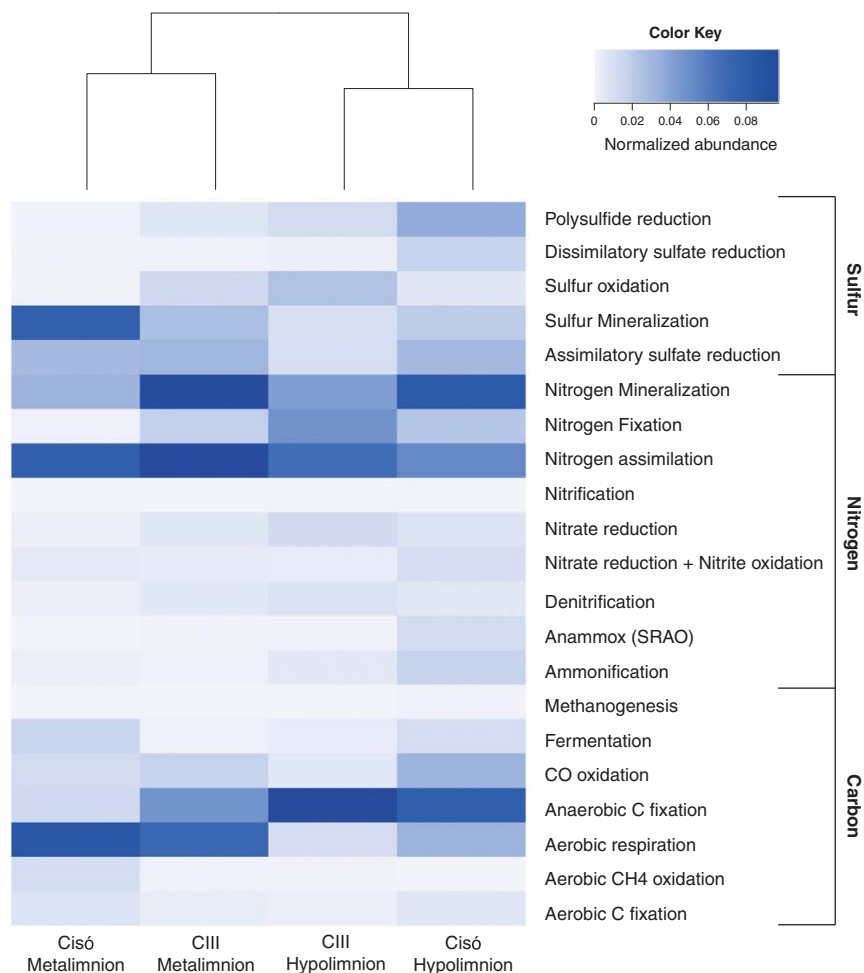 Color Key
0 0.02 0.04 0.06 0.08
Normalized abundance
Polysulfide reduction
Dissimilatory sulfate reduction
Sulfur oxidation
Sulfur Mineralization
Assimilatory sulfate reduction
Sulfur
Nitrogen Mineralization
Nitrogen Fixation
Nitrogen assimilation
Nitrification
Nitrate reduction
Nitrate reduction + Nitrite oxidation
Denitrification
Anammox (SRAO)
Ammonification
Nitrogen
Methanogenesis
Fermentation
CO oxidation
Anaerobic C fixation
Aerobic respiration
Aerobic CH4 oxidation
Aerobic C fixation
Carbon
Cisó
Metalimnion
CIII
Metalimnion
CIII
Hypolimnion
Cisó
Hypolimnion